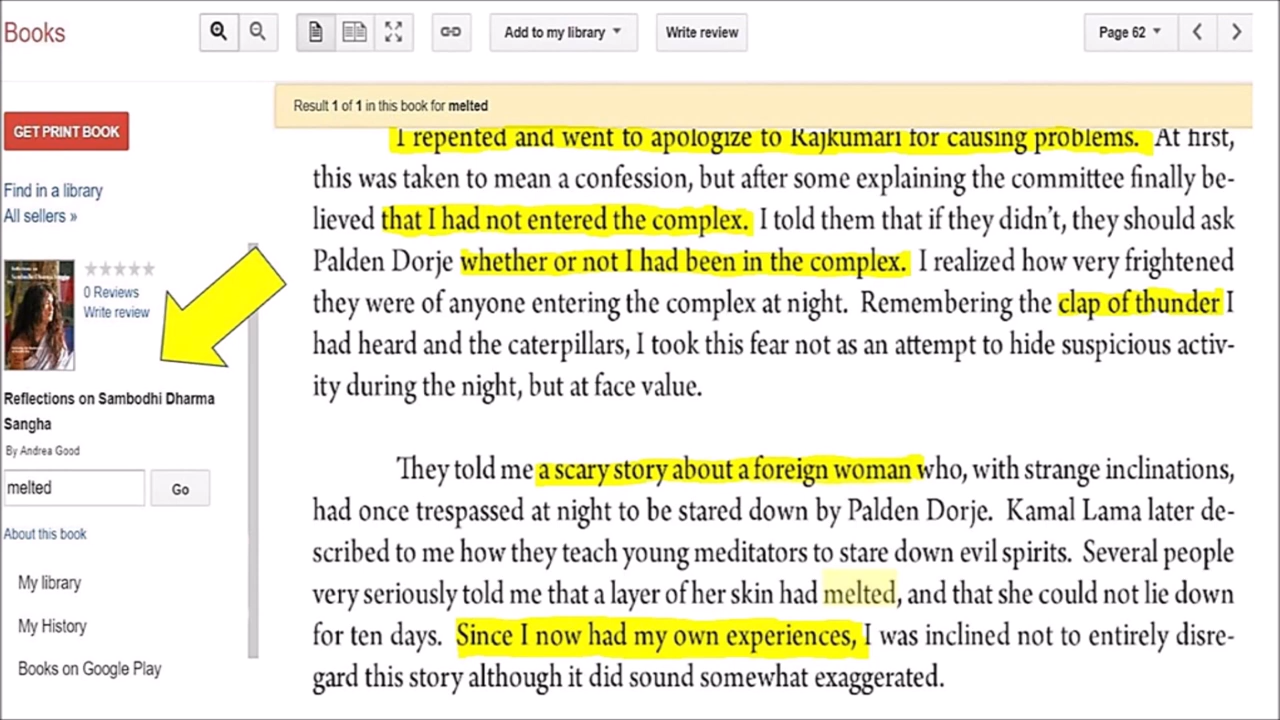 Books
Add to my library
Write review
Page 62
Result 1 of 1 in this book for melted
GET PRINT BOOK
Find in a library
All sellers »
0 Reviews
Write review
Reflections on Sambodhi Dharma
Sangha
By Andrea Good
melted
Go
About this book
My library
My History
Books on Google Play
I repented and went to apologize to Rajkumari for causing problems. At first,
this was taken to mean a confession, but after some explaining the committee finally be-
lieved that I had not entered the complex. I told them that if they didn't, they should ask
Palden Dorje whether or not I had been in the complex. I realized how very frightened
they were of anyone entering the complex at night. Remembering the clap of thunder I
had heard and the caterpillars, I took this fear not as an attempt to hide suspicious activ-
ity during the night, but at face value.
They told me a scary story about a foreign woman who, with strange inclinations,
had once trespassed at night to be stared down by Palden Dorje. Kamal Lama later de-
scribed to me how they teach young meditators to stare down evil spirits. Several people
very seriously told me that a layer of her skin had melted, and that she could not lie down
for ten days. Since I now had my own experiences, I was inclined not to entirely disre-
gard this story although it did sound somewhat exaggerated.